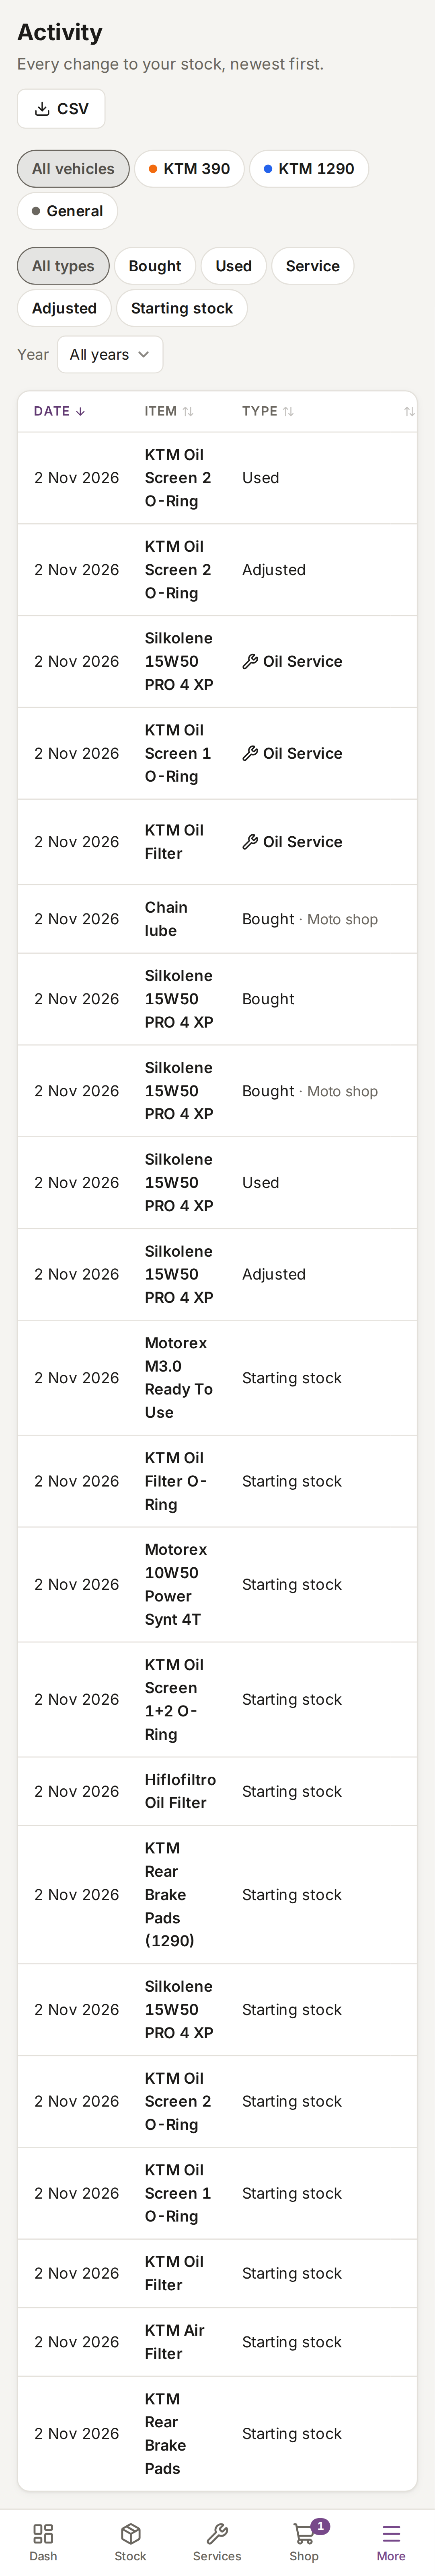 Activity
Every change to your stock, newest first.
CSV
All vehicles
KTM 390
KTM 1290
General
All types
Bought
Used
Service
Adjusted
Starting stock
Year
All years
DATE
ITEM
TYPE
2 Nov 2026
KTM Oil
Screen 2
O-Ring
Used
2 Nov 2026
KTM Oil
Screen 2
O-Ring
Adjusted
2 Nov 2026
Silkolene
15W50
PRO 4 XP
Oil Service
2 Nov 2026
KTM Oil
Screen 1
O-Ring
Oil Service
2 Nov 2026
KTM Oil
Filter
Oil Service
2 Nov 2026
Chain
lube
Bought · Moto shop
2 Nov 2026
Silkolene
15W50
PRO 4 XP
Bought
2 Nov 2026
Silkolene
15W50
PRO 4 XP
Bought · Moto shop
2 Nov 2026
Silkolene
15W50
PRO 4 XP
Used
2 Nov 2026
Silkolene
15W50
PRO 4 XP
Adjusted
2 Nov 2026
Motorex
M3.0
Ready To
Use
Starting stock
2 Nov 2026
KTM Oil
Filter O-
Ring
Starting stock
2 Nov 2026
Motorex
10W50
Power
Synt 4T
Starting stock
2 Nov 2026
KTM Oil
Screen
1+2 O-
Ring
Starting stock
2 Nov 2026
Hiflofiltro
Oil Filter
Starting stock
2 Nov 2026
KTM
Rear
Brake
Pads
(1290)
Starting stock
2 Nov 2026
Silkolene
15W50
PRO 4 XP
Starting stock
2 Nov 2026
KTM Oil
Screen 2
O-Ring
Starting stock
2 Nov 2026
KTM Oil
Screen 1
O-Ring
Starting stock
2 Nov 2026
KTM Oil
Filter
Starting stock
2 Nov 2026
KTM Air
Filter
Starting stock
2 Nov 2026
KTM
Rear
Brake
Pads
Starting stock
1
Dash
Stock
Services
Shop
More